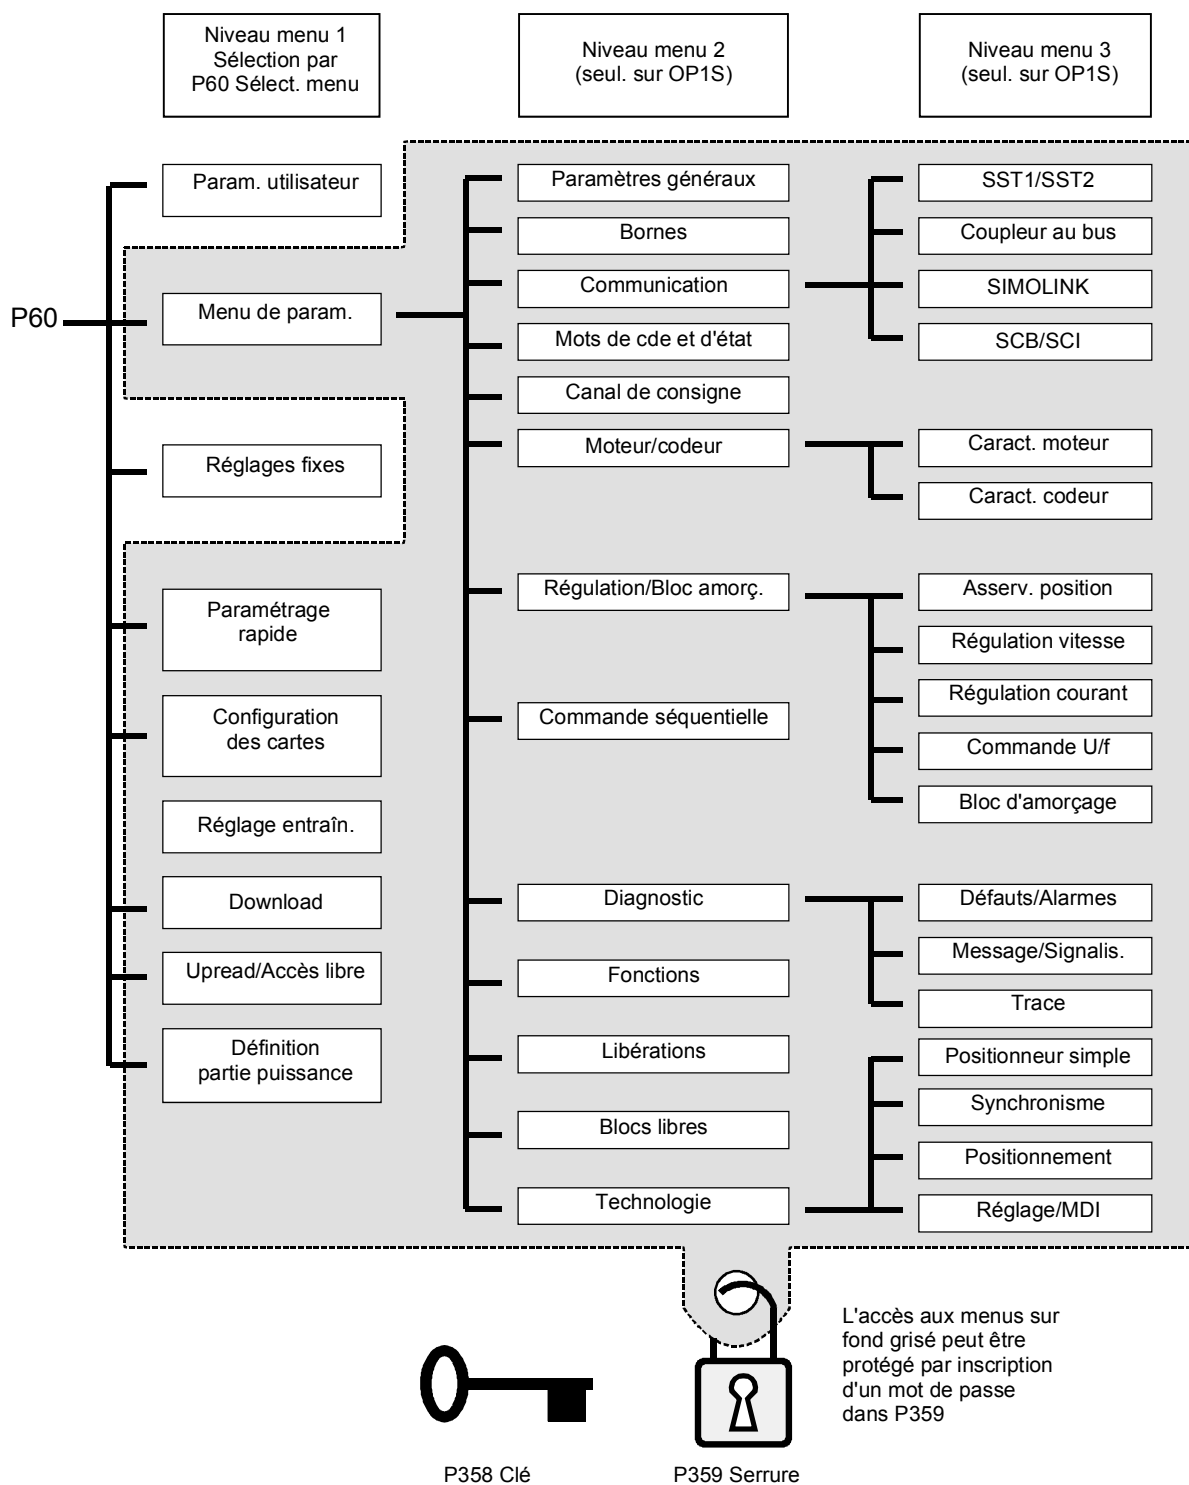 Niveau menu 1
Sélection par
P60 Sélect. menu
Niveau menu 2
(seul. sur OP1S)
Niveau menu 3
(seul. sur OP1S)
P60
Param. utilisateur
Menu de param.
Réglages fixes
Paramétrage
rapide
Configuration
des cartes
Réglage entraîn.
Download
Upread/Accès libre
Définition
partie puissance
Paramètres généraux
Bornes
Communication
Mots de cde et d'état
Canal de consigne
Moteur/codeur
Régulation/Bloc amorç.
Commande séquentielle
Diagnostic
Fonctions
Libérations
Blocs libres
Technologie
SST1/SST2
Coupleur au bus
SIMOLINK
SCB/SCI
Caract. moteur
Caract. codeur
Asserv. position
Régulation vitesse
Régulation courant
Commande U/f
Bloc d'amorçage
Défauts/Alarmes
Message/Signalis.
Trace
Positionneur simple
Synchronisme
Positionnement
Réglage/MDI
L'accès aux menus sur
fond grisé peut être
protégé par inscription
d'un mot de passe
dans P359
P358 Clé
P359 Serrure